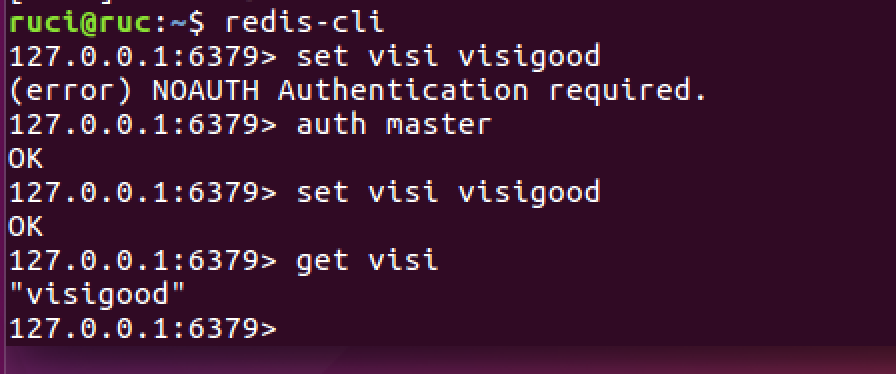 ruci@ruc:~$ redis-cli
127.0.0.1:6379> set visi visigood
(error) NOAUTH Authentication required.
127.0.0.1:6379> auth master
OK
127.0.0.1:6379> set visi visigood
OK
127.0.0.1:6379> get visi
"visigood"
127.0.0.1:6379>